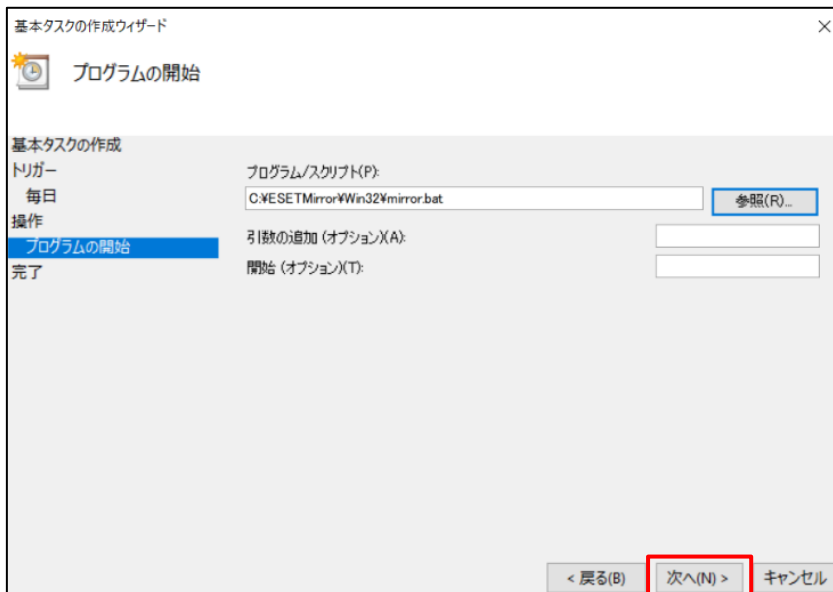 基本タスクの作成ウィザード
プログラムの開始
基本タスクの作成
トリガー
プログラム/スクリプト(P):
毎日
C:¥ESETMirror¥Win32¥mirror.bat
参照(R)...
操作
プログラムの開始
引数の追加 (オプション)(A):
完了
開始 (オプション)(T):
< 戻る(B)
次へ(N) >
キャンセル